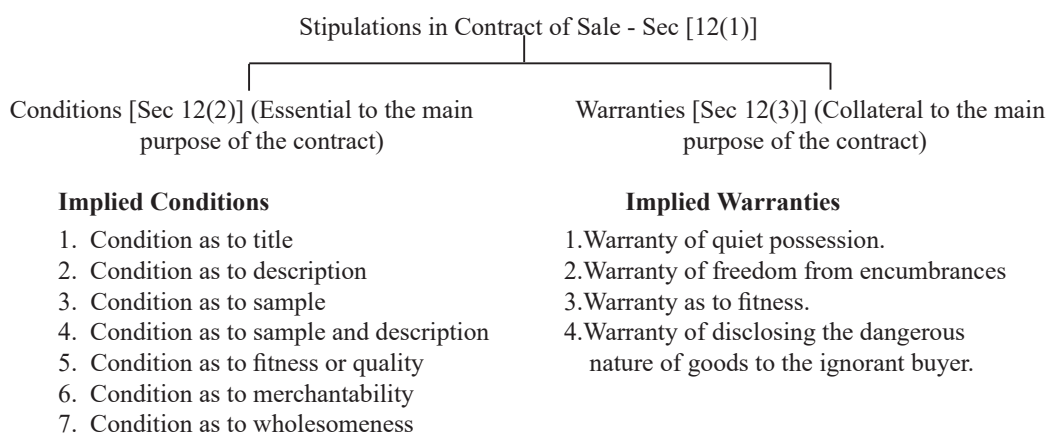 Stipulations in Contract of Sale - Sec [12(1)]
Conditions [Sec 12(2)] (Essential to the main
purpose of the contract)
Warranties [Sec 12(3)] (Collateral to the main
purpose of the contract)
Implied Conditions
1. Condition as to title
2. Condition as to description
3. Condition as to sample
4. Condition as to sample and description
5. Condition as to fitness or quality
6. Condition as to merchantability
7. Condition as to wholesomeness
Implied Warranties
1.Warranty of quiet possession.
2.Warranty of freedom from encumbrances
3.Warranty as to fitness.
4.Warranty of disclosing the dangerous
nature of goods to the ignorant buyer.